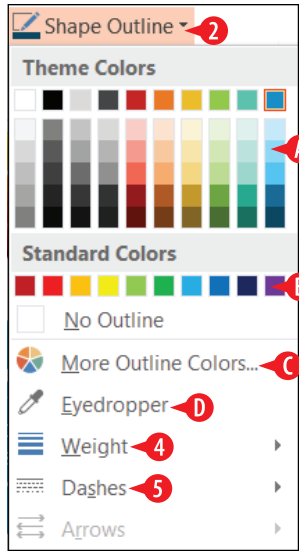 Shape Outline 2
Theme Colors
A
Standard Colors
B
No Outline
More Outline Colors... C
Eyedropper D
Weight 4
Dashes 5
Arrows